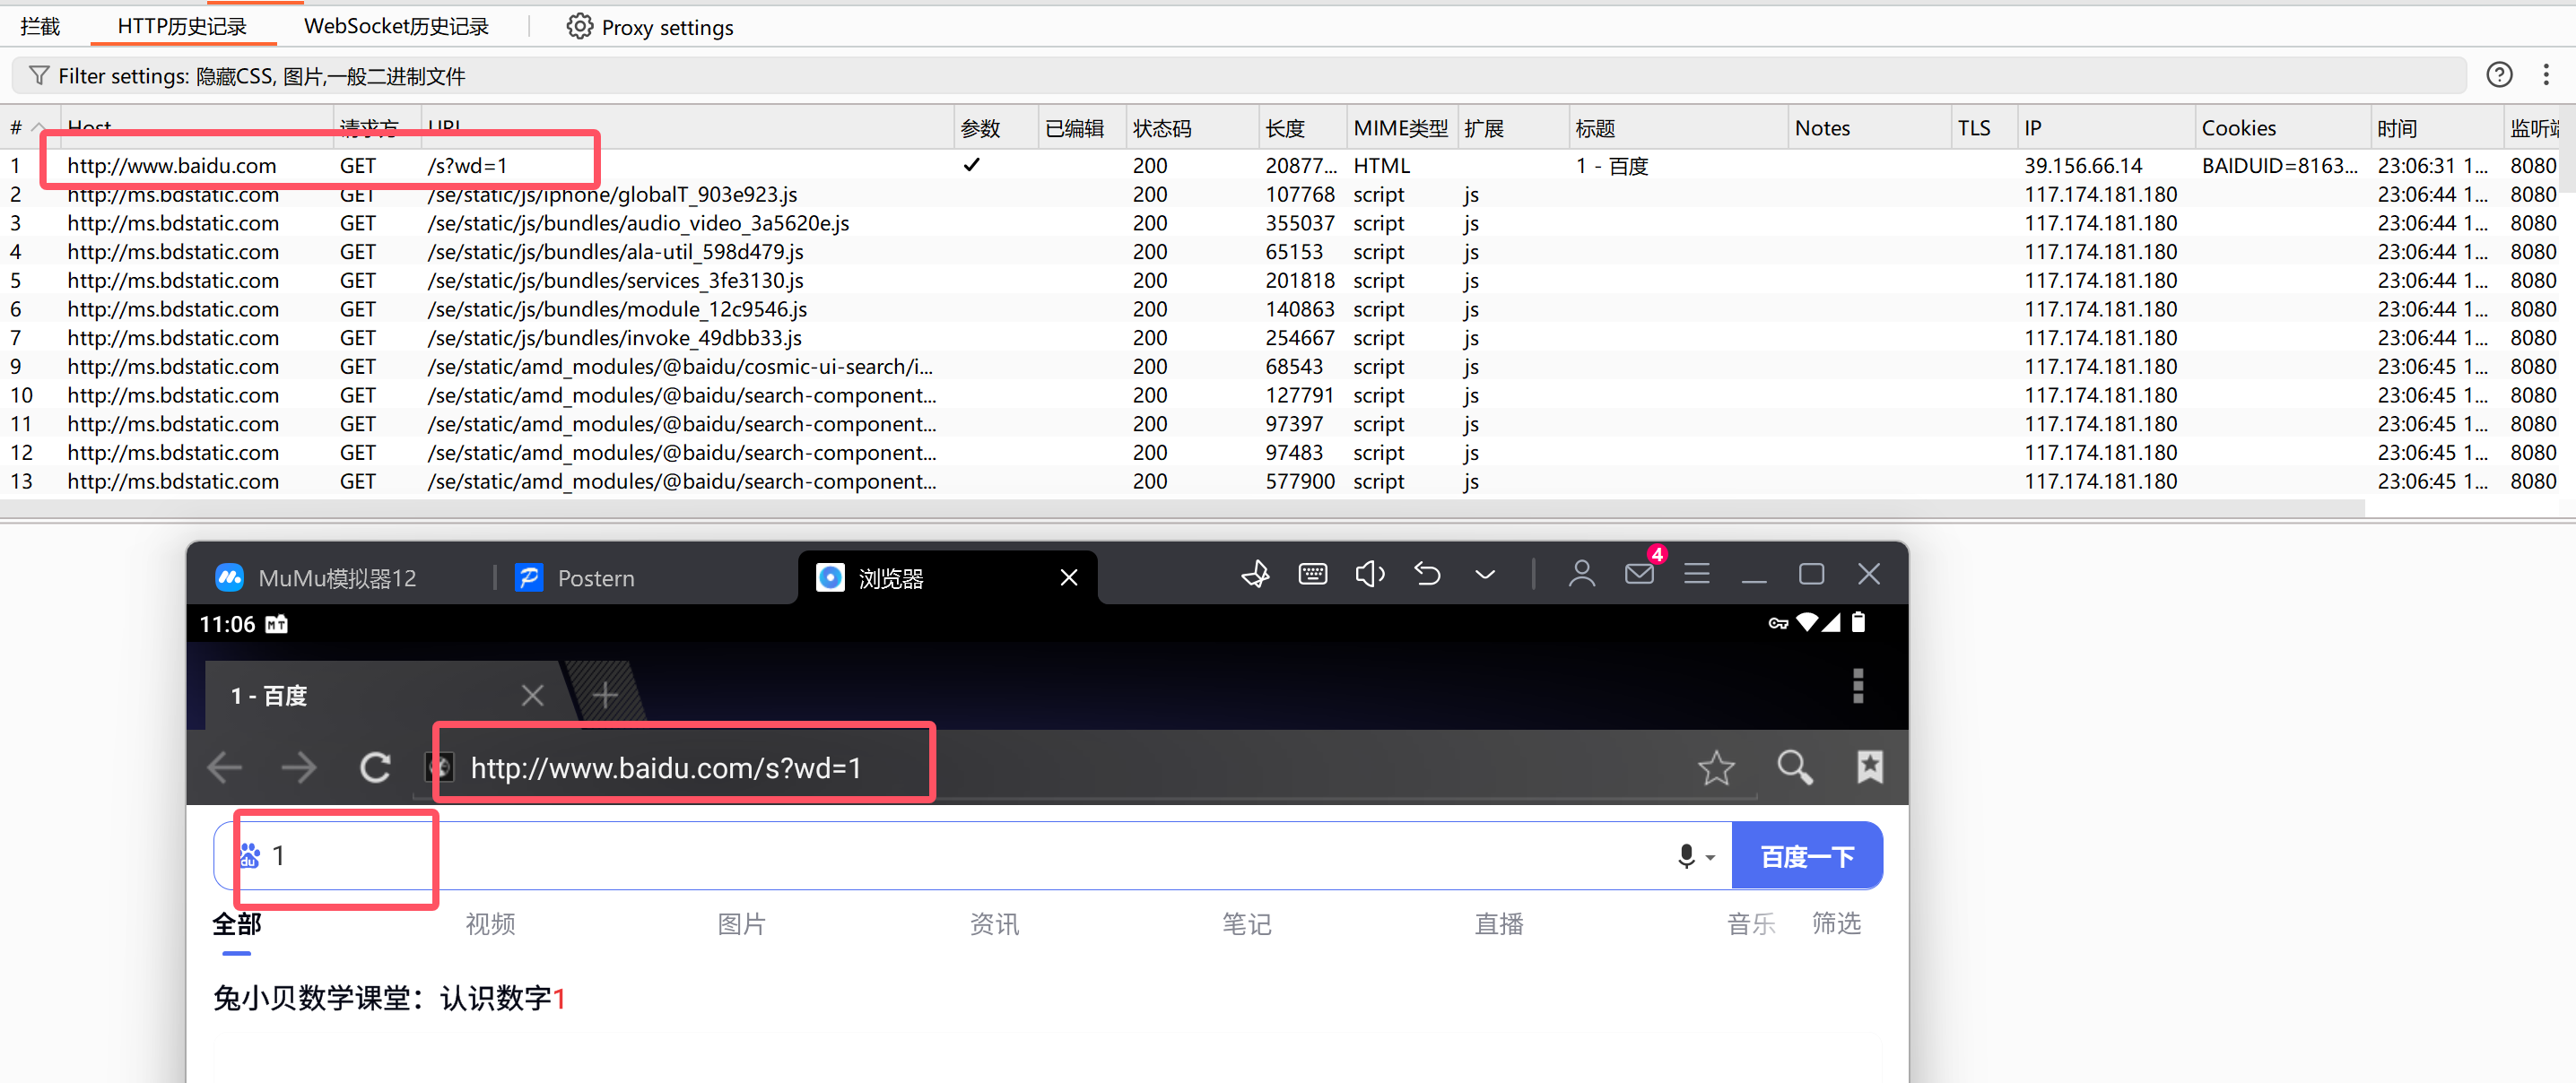 拦截 HTTP历史记录 WebSocket历史记录 Proxy settings
Filter settings: 隐藏CSS, 图片,一般二进制文件
# Host 请求方 URL 参数 已编辑 状态码 长度 MIME类型 扩展 标题 Notes TLS IP Cookies 时间 监听端
1 http://www.baidu.com GET /s?wd=1 ✓ 200 20877... HTML 1 - 百度 39.156.66.14 BAIDUID=8163... 23:06:31 1... 8080
2 http://ms.bdstatic.com GET /se/static/js/iphone/globalT_903e923.js 200 107768 script js 117.174.181.180 23:06:44 1... 8080
3 http://ms.bdstatic.com GET /se/static/js/bundles/audio_video_3a5620e.js 200 355037 script js 117.174.181.180 23:06:44 1... 8080
4 http://ms.bdstatic.com GET /se/static/js/bundles/ala-util_598d479.js 200 65153 script js 117.174.181.180 23:06:44 1... 8080
5 http://ms.bdstatic.com GET /se/static/js/bundles/services_3fe3130.js 200 201818 script js 117.174.181.180 23:06:44 1... 8080
6 http://ms.bdstatic.com GET /se/static/js/bundles/module_12c9546.js 200 140863 script js 117.174.181.180 23:06:44 1... 8080
7 http://ms.bdstatic.com GET /se/static/js/bundles/invoke_49dbb33.js 200 254667 script js 117.174.181.180 23:06:44 1... 8080
9 http://ms.bdstatic.com GET /se/static/amd_modules/@baidu/cosmic-ui-search/i... 200 68543 script js 117.174.181.180 23:06:45 1... 8080
10 http://ms.bdstatic.com GET /se/static/amd_modules/@baidu/search-component... 200 127791 script js 117.174.181.180 23:06:45 1... 8080
11 http://ms.bdstatic.com GET /se/static/amd_modules/@baidu/search-component... 200 97397 script js 117.174.181.180 23:06:45 1... 8080
12 http://ms.bdstatic.com GET /se/static/amd_modules/@baidu/search-component... 200 97483 script js 117.174.181.180 23:06:45 1... 8080
13 http://ms.bdstatic.com GET /se/static/amd_modules/@baidu/search-component... 200 577900 script js 117.174.181.180 23:06:45 1... 8080
MuMu模拟器12 Postern 浏览器 4
11:06 MT
1 - 百度
http://www.baidu.com/s?wd=1
du 1 百度一下
全部 视频 图片 资讯 笔记 直播 音乐 筛选
兔小贝数学课堂：认识数字1